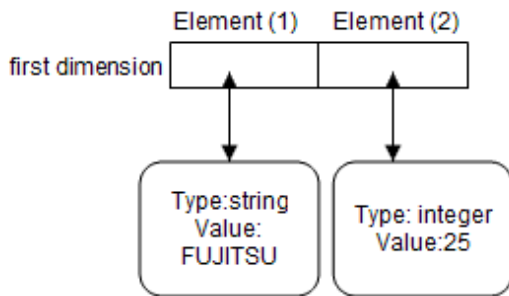 Element (1) Element (2)
first dimension
Type:string
Value:
FUJITSU
Type: integer
Value:25